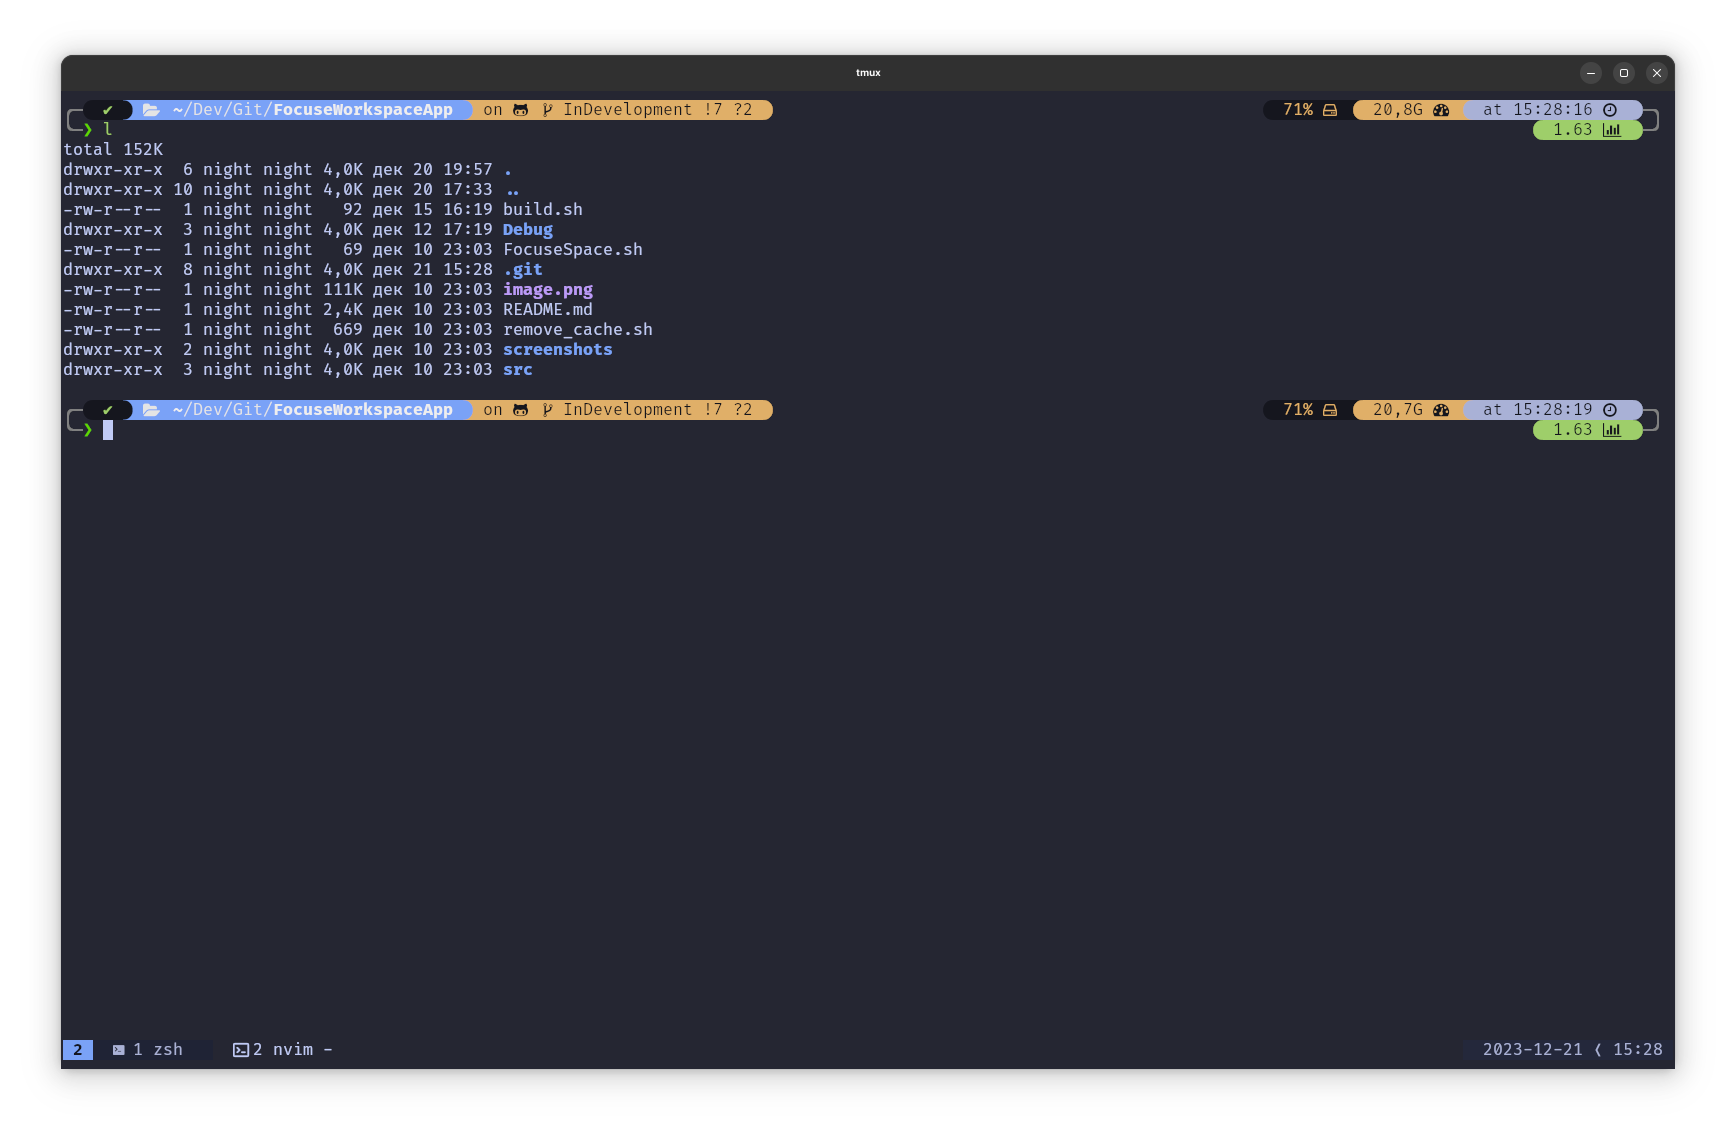 tmux
✔ ~/Dev/Git/FocuseWorkspaceApp on InDevelopment !7 ?2 71% 20,8G at 15:28:16
❯ l 1.63
total 152K
drwxr-xr-x  6 night night 4,0K дек 20 19:57 .
drwxr-xr-x 10 night night 4,0K дек 20 17:33 ..
-rw-r--r--  1 night night   92 дек 15 16:19 build.sh
drwxr-xr-x  3 night night 4,0K дек 12 17:19 Debug
-rw-r--r--  1 night night   69 дек 10 23:03 FocuseSpace.sh
drwxr-xr-x  8 night night 4,0K дек 21 15:28 .git
-rw-r--r--  1 night night 111K дек 10 23:03 image.png
-rw-r--r--  1 night night 2,4K дек 10 23:03 README.md
-rw-r--r--  1 night night  669 дек 10 23:03 remove_cache.sh
drwxr-xr-x  2 night night 4,0K дек 10 23:03 screenshots
drwxr-xr-x  3 night night 4,0K дек 10 23:03 src
✔ ~/Dev/Git/FocuseWorkspaceApp on InDevelopment !7 ?2 71% 20,7G at 15:28:19
❯ 1.63
2 1 zsh 2 nvim - 2023-12-21 ❬ 15:28